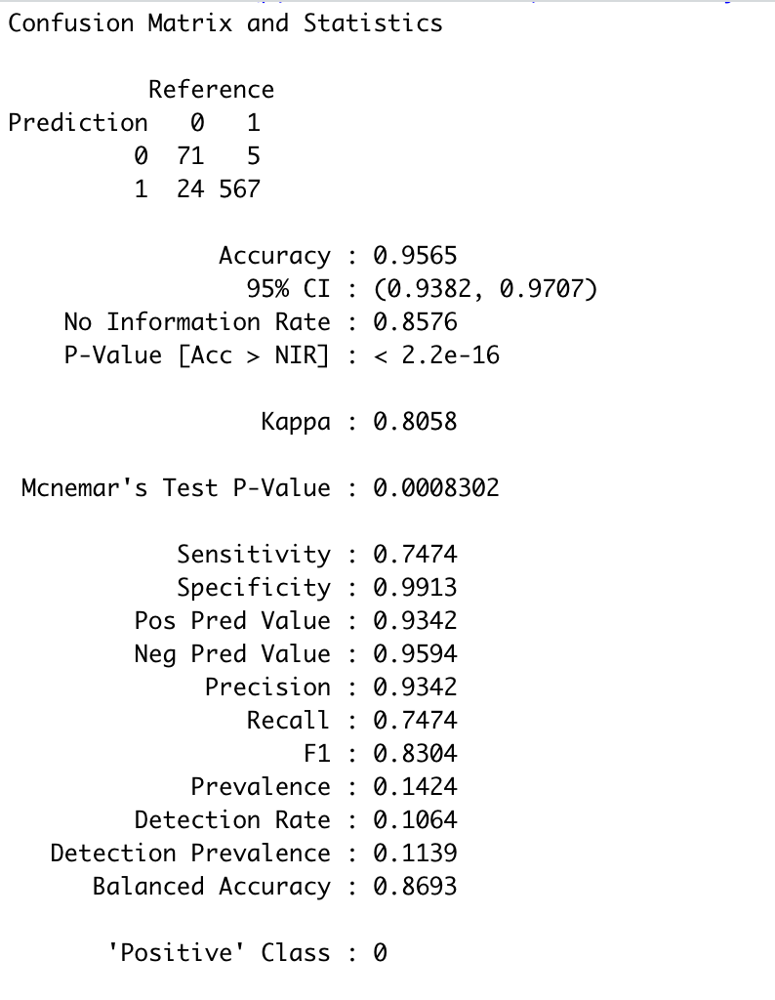 Confusion Matrix and Statistics
Reference
Prediction 0 1
0 71 5
1 24 567
Accuracy : 0.9565
95% CI : (0.9382, 0.9707)
No Information Rate : 0.8576
P-Value [Acc > NIR] : < 2.2e-16
Kappa : 0.8058
Mcnemar's Test P-Value : 0.0008302
Sensitivity : 0.7474
Specificity : 0.9913
Pos Pred Value : 0.9342
Neg Pred Value : 0.9594
Precision : 0.9342
Recall : 0.7474
F1 : 0.8304
Prevalence : 0.1424
Detection Rate : 0.1064
Detection Prevalence : 0.1139
Balanced Accuracy : 0.8693
'Positive' Class : 0